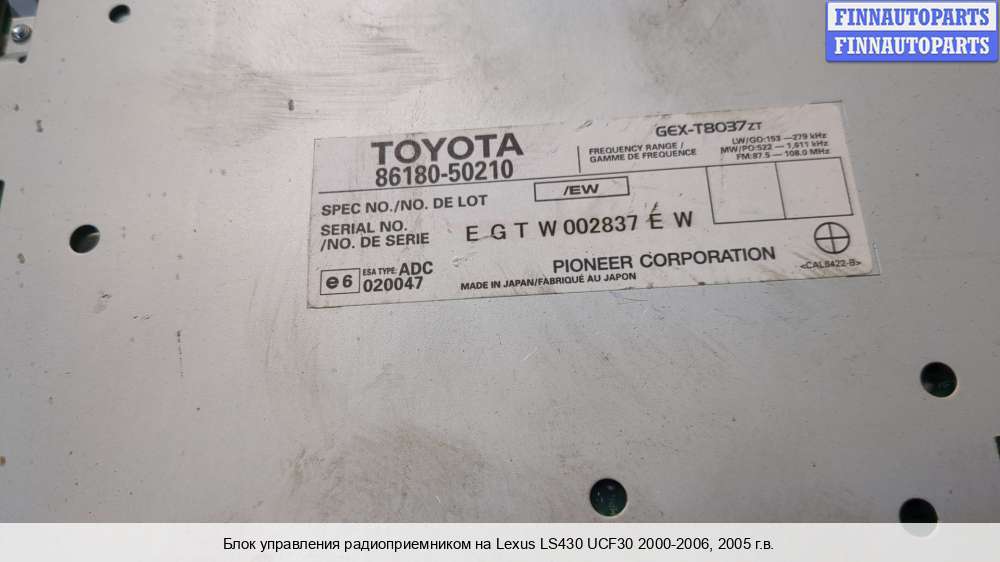 FINNAUTOPARTS
FINNAUTOPARTS
TOYOTA
86180-50210
GEX-T8037ZT
FREQUENCY RANGE /
GAMME DE FREQUENCE
LW/GO:153 —279 kHz
MW/PO:522 — 1,611 kHz
FM:87.5 — 108.0 MHz
SPEC NO./NO. DE LOT
/EW
SERIAL NO.
/NO. DE SERIE
E G T W 002837 E W
e6
ESA TYPE: ADC
020047
PIONEER CORPORATION
MADE IN JAPAN/FABRIQUÉ AU JAPON
<CAL8422-B>
Блок управления радиоприемником на Lexus LS430 UCF30 2000-2006, 2005 г.в.